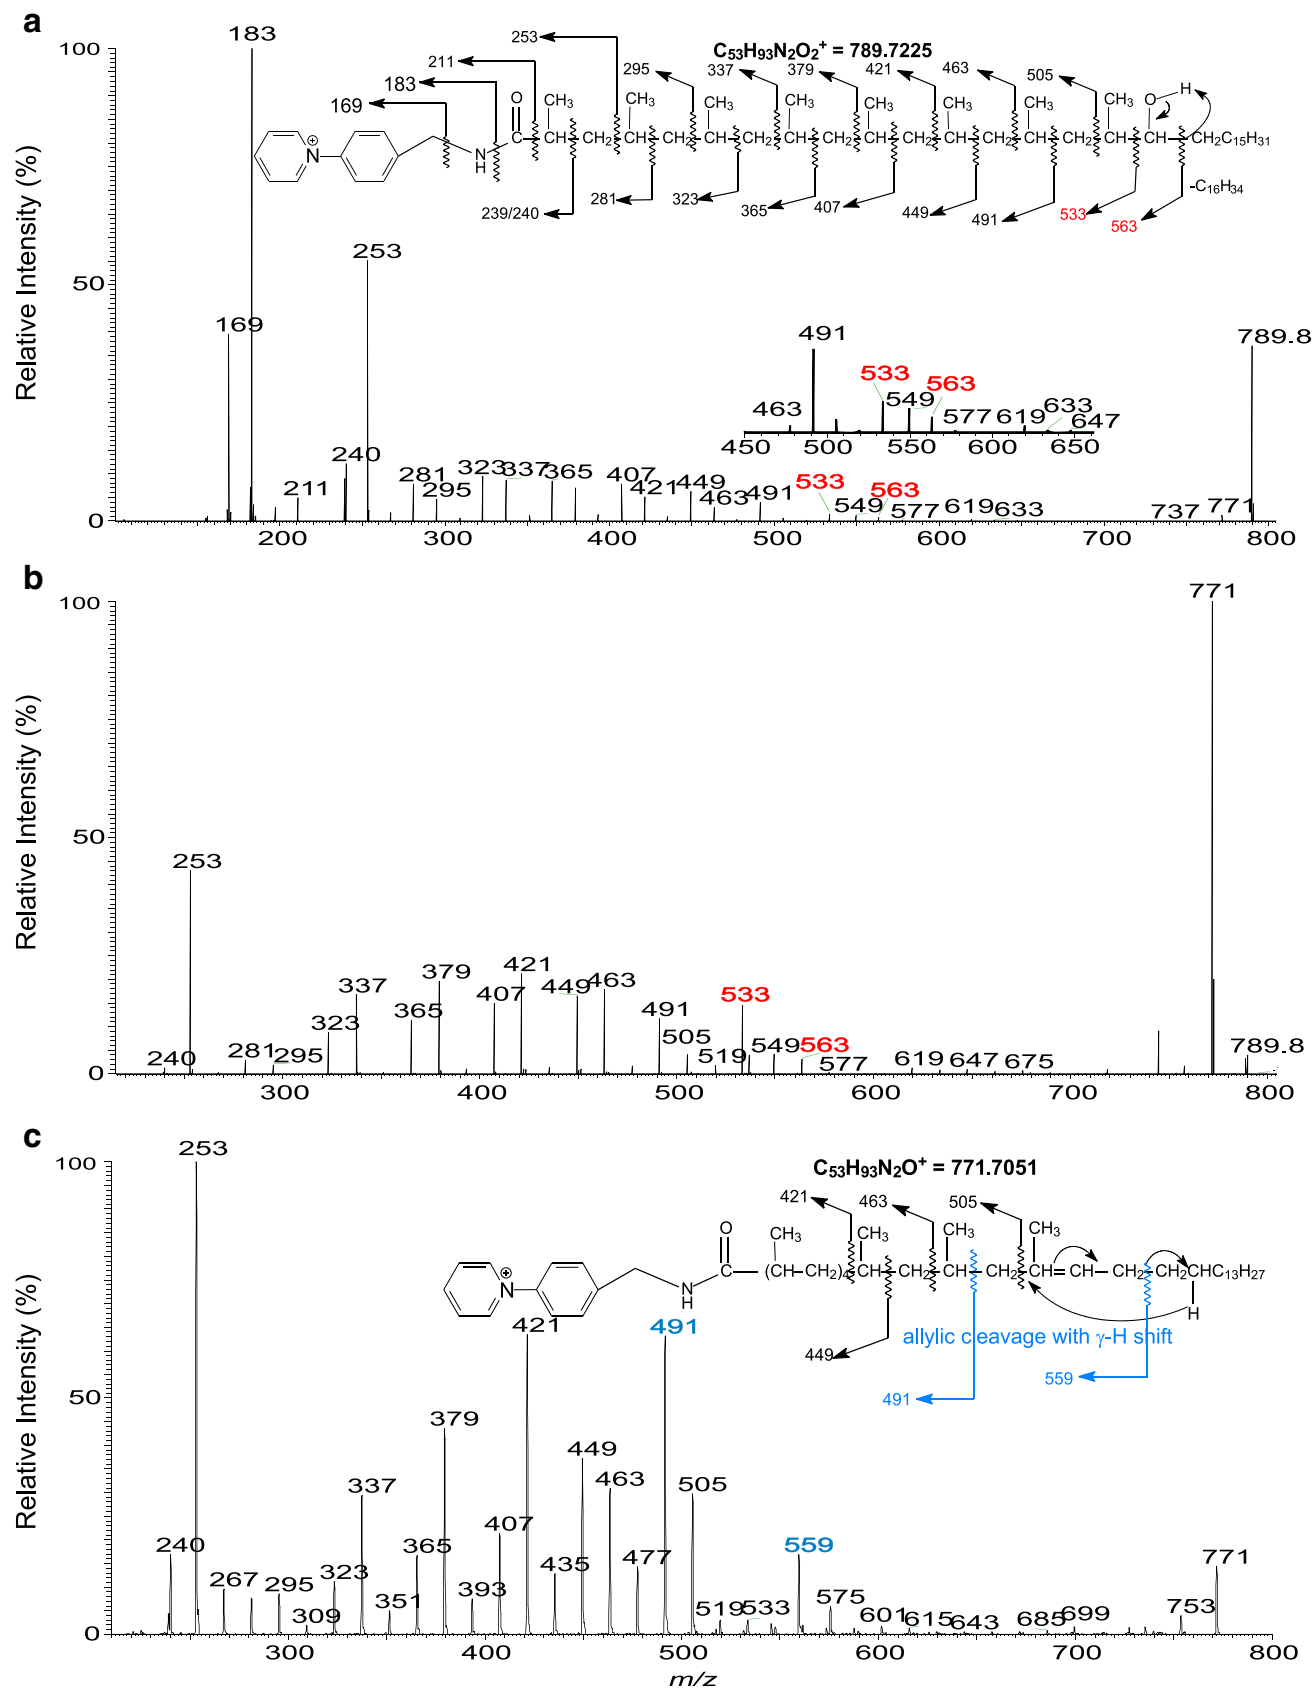 a
C53H93N2O2+ = 789.7225
253
211
183
169
295
337
379
421
463
505
O
CH3
CH3
CH3
CH3
CH3
CH3
CH3
CH3
O
H
N
N
H
CH
CH2
CH
CH2
CH
CH2
CH
CH2
CH
CH2
CH
CH2
CH
CH2
CH
CH
CH2C15H31
239/240
281
323
365
407
449
491
533
563
-C16H34
Relative Intensity (%)
100
50
0
183
253
169
211
240
281
295
323
337
365
407
421
449
463
491
533
549
563
577
619
633
737
771
789.8
463
491
533
549
563
577
619
633
647
450
500
550
600
650
200
300
400
500
600
700
800
b
Relative Intensity (%)
100
50
0
240
253
281
295
323
337
365
379
407
421
449
463
491
505
519
533
549
563
577
619
647
675
771
789.8
300
400
500
600
700
800
c
C53H93N2O+ = 771.7051
421
463
505
O
CH3
CH3
CH3
CH3
N
N
H
(CH-CH2)4
CH
CH2
CH
CH2
C
CH
CH2
CH2
CHC13H27
H
allylic cleavage with γ-H shift
449
491
559
Relative Intensity (%)
100
50
0
240
253
267
295
309
323
337
351
365
379
393
407
421
435
449
463
477
491
505
519
533
559
575
601
615
643
685
699
753
771
300
400
500
600
700
800
m/z